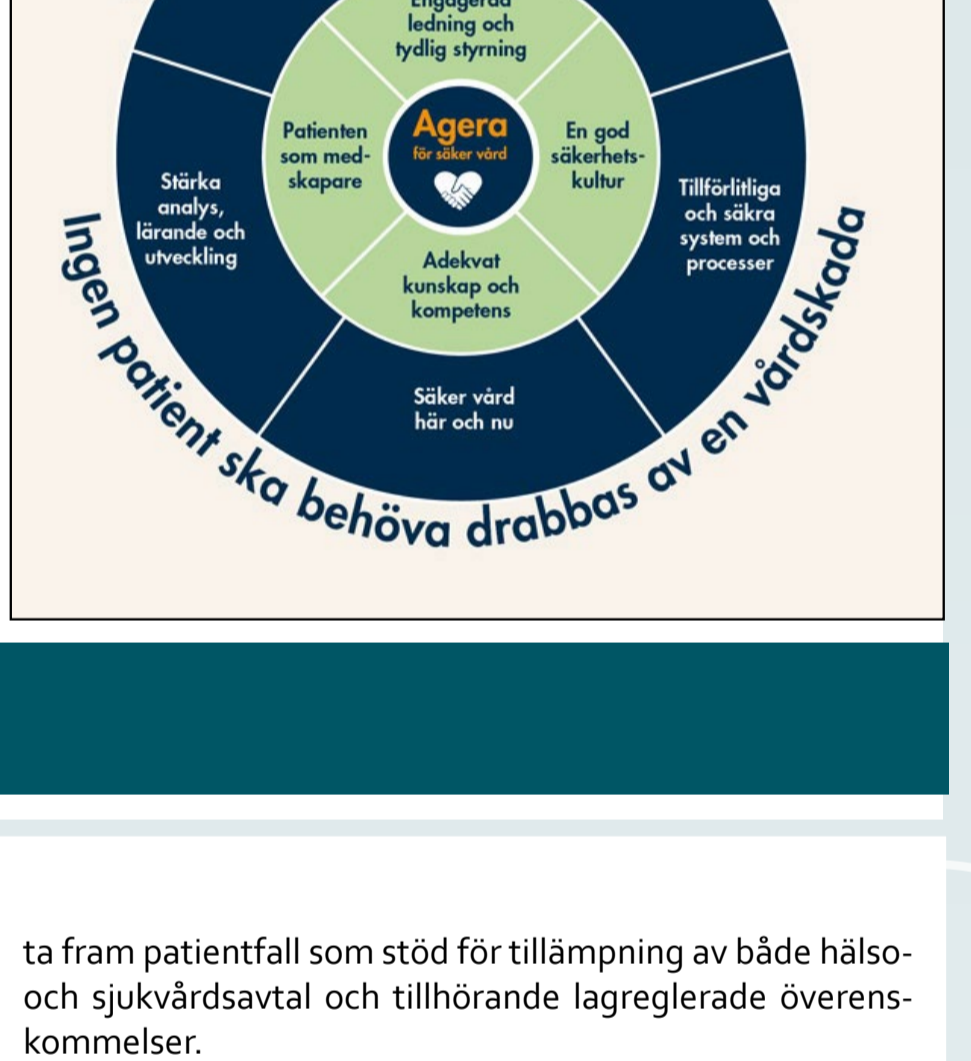 Engagerad
ledning och
tydlig styrning
Agera
för säker vård
Patienten
som med-
skapare
En god
säkerhets-
kultur
Adekvat
kunskap och
kompetens
Stärka
analys,
lärande och
utveckling
Tillförlitliga
och säkra
system och
processer
Säker vård
här och nu
Ingen patient ska behöva drabbas av en vårdskada
ta fram patientfall som stöd för tillämpning av både hälso-
och sjukvårdsavtal och tillhörande lagreglerade överens-
kommelser.